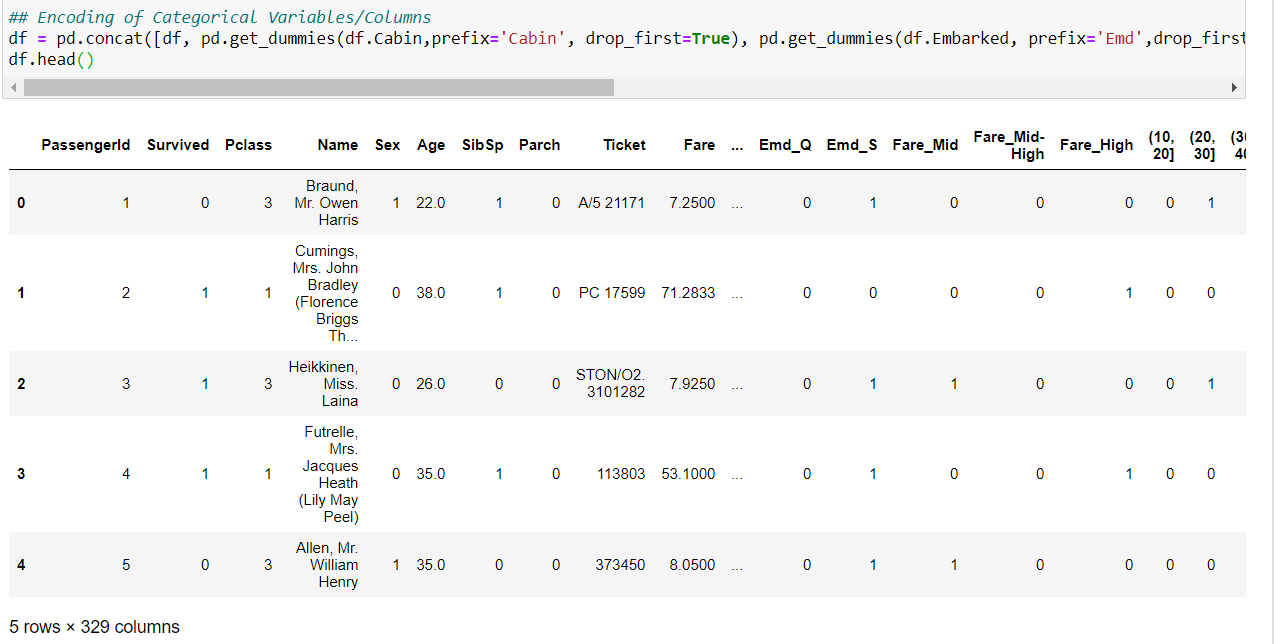 ## Encoding of Categorical Variables/Columns
df = pd.concat([df, pd.get_dummies(df.Cabin,prefix='Cabin', drop_first=True), pd.get_dummies(df.Embarked, prefix='Emd',drop_first
df.head()
PassengerId Survived Pclass Name Sex Age SibSp Parch Ticket Fare ... Emd_Q Emd_S Fare_Mid Fare_Mid- Fare_High (10, (20, (30
High 20] 30] 40
0 1 0 3 Braund, 1 22.0 1 0 A/5 21171 7.2500 ... 0 1 0 0 0 0 1
Mr. Owen
Harris
1 2 1 1 Cumings, 0 38.0 1 0 PC 17599 71.2833 ... 0 0 0 0 1 0 0
Mrs. John
Bradley
(Florence
Briggs
Th...
2 3 1 3 Heikkinen, 0 26.0 0 0 STON/O2. 7.9250 ... 0 1 1 0 0 0 1
Miss. 3101282
Laina
3 4 1 1 Futrelle, 0 35.0 1 0 113803 53.1000 ... 0 1 0 0 1 0 0
Mrs.
Jacques
Heath
(Lily May
Peel)
4 5 0 3 Allen, Mr. 1 35.0 0 0 373450 8.0500 ... 0 1 1 0 0 0 0
William
Henry
5 rows × 329 columns